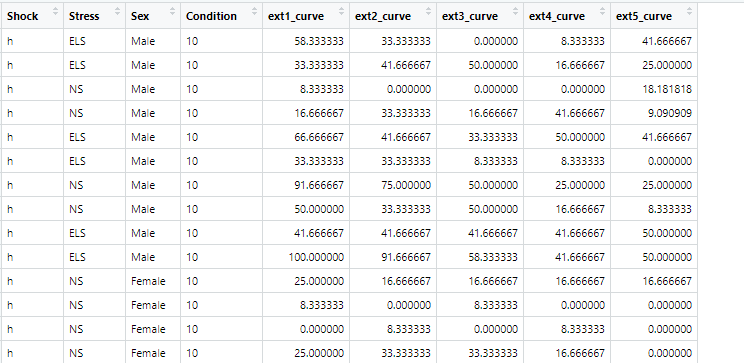 Shock Stress Sex Condition ext1_curve ext2_curve ext3_curve ext4_curve ext5_curve
h ELS Male 10 58.333333 33.333333 0.000000 8.333333 41.666667
h ELS Male 10 33.333333 41.666667 50.000000 16.666667 25.000000
h NS Male 10 8.333333 0.000000 0.000000 0.000000 18.181818
h NS Male 10 16.666667 33.333333 16.666667 41.666667 9.090909
h ELS Male 10 66.666667 41.666667 33.333333 50.000000 41.666667
h ELS Male 10 33.333333 33.333333 8.333333 8.333333 0.000000
h NS Male 10 91.666667 75.000000 50.000000 25.000000 25.000000
h NS Male 10 50.000000 33.333333 50.000000 16.666667 8.333333
h ELS Male 10 41.666667 41.666667 41.666667 41.666667 50.000000
h ELS Male 10 100.000000 91.666667 58.333333 41.666667 50.000000
h NS Female 10 25.000000 16.666667 16.666667 16.666667 16.666667
h NS Female 10 8.333333 0.000000 8.333333 0.000000 0.000000
h NS Female 10 0.000000 8.333333 0.000000 8.333333 0.000000
h NS Female 10 25.000000 33.333333 33.333333 16.666667 0.000000